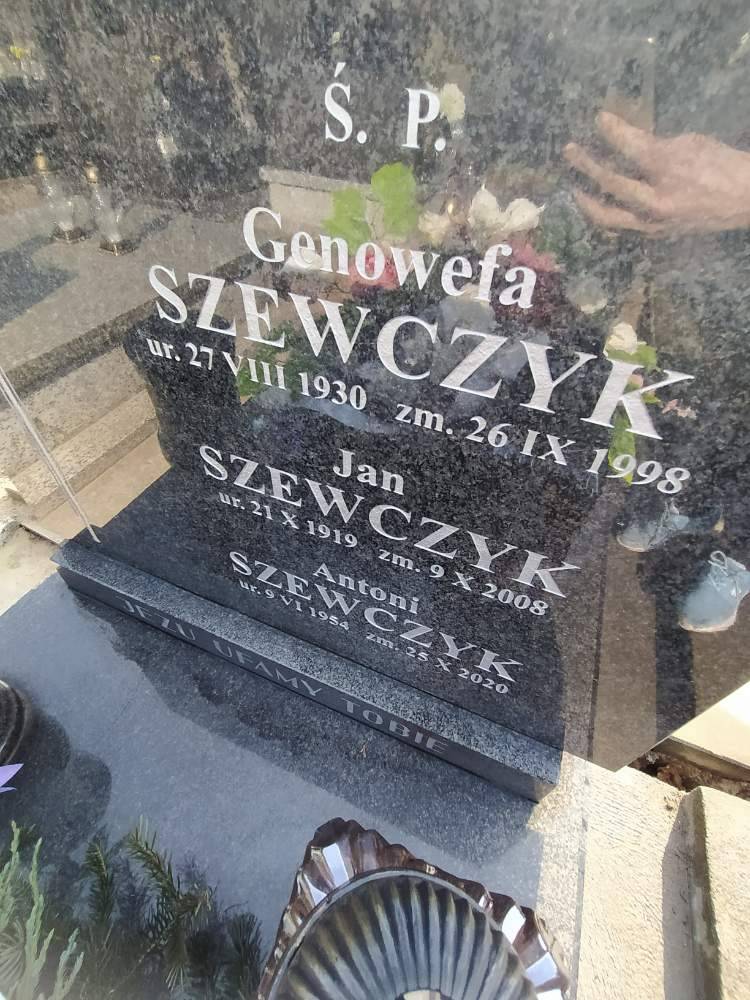 Ś. P.
Genowefa
SZEWCZYK
ur. 27 VIII 1930 zm. 26 IX 1998
Jan
SZEWCZYK
ur. 21 X 1919 zm. 9 X 2008
Antoni
SZEWCZYK
ur. 9 VI 1954 zm. 25 X 2020
JEZU UFAMY TOBIE